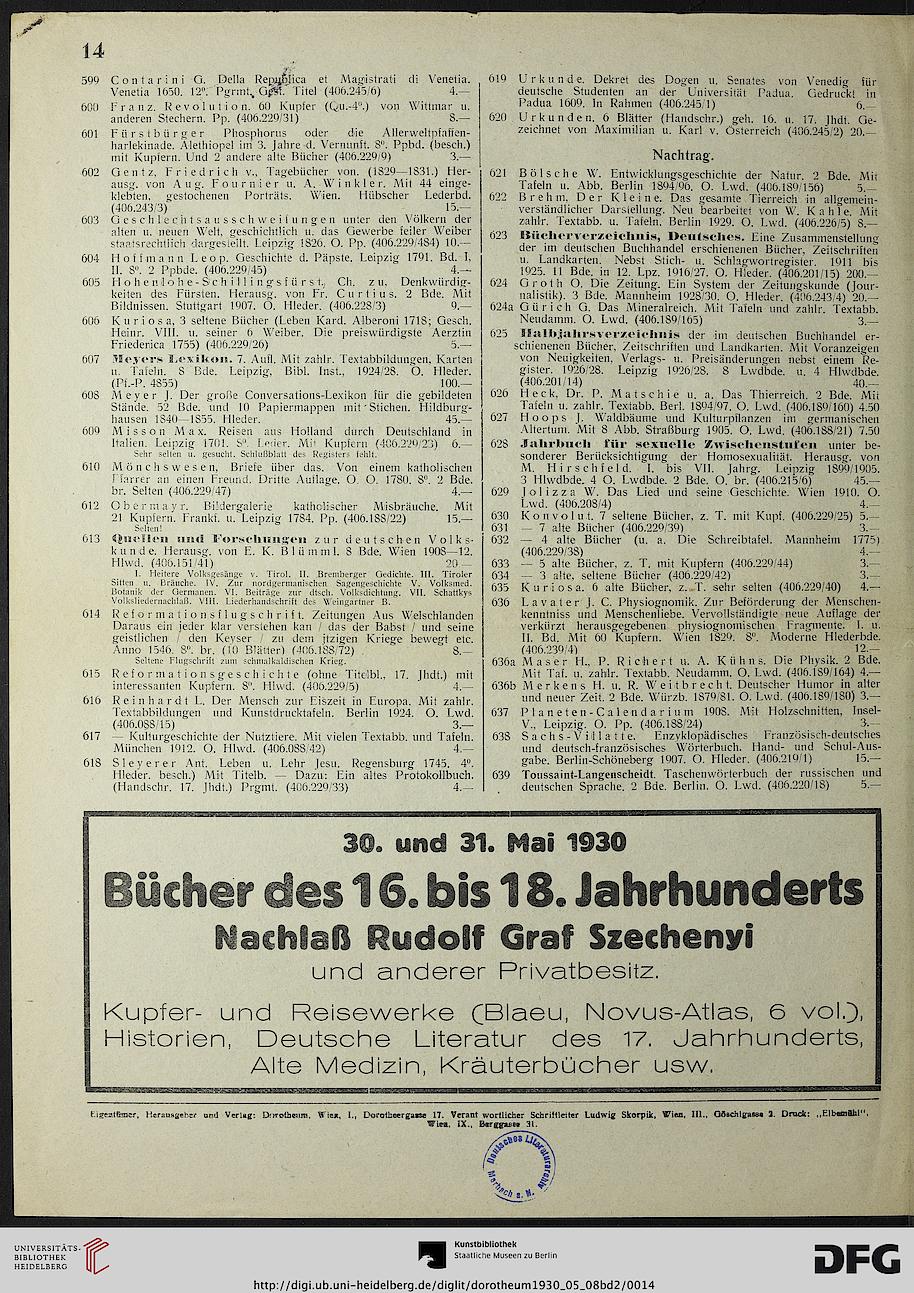 14
599 Contarini G. Della Republica et Magistrati di Venetia.
Venetia 1650. 12°. Pgrmt. Gest. Titel (406.245/6) 4.—
600 Franz. Revolution. 60 Kupfer (Qu.-4°.) von Wittmar u.
anderen Stechern. Pp. (406.229/31) 8.—
601 Fürstbürger Phosphorus oder die Allerweltpfaffen-
harlekinade. Alethiopel im 3. Jahre d. Vernunft. 8°. Ppbd. (besch.)
mit Kupfern. Und 2 andere alte Bücher (406.229/9) 3.—
602 Gentz, Friedrich v., Tagebücher von. (1829—1831.) Her-
ausg. von Aug. Fournier u. A. Winkler. Mit 44 einge-
klebten, gestochenen Porträts. Wien. Hübscher Lederbd.
(406.243/3) 15.—
603 Geschlechtsausschweifungen unter den Völkern der
alten u. neuen Welt, geschichtlich u. das Gewerbe feiler Weiber
staatsrechtlich dargestellt. Leipzig 1826. O. Pp. (406.229/484) 10.—
604 Hoffmann Leop. Geschichte d. Päpste. Leipzig 1791. Bd. I,
II. 8°. 2 Ppbde. (406.229/45) 4.—
605 Hohenlohe-Schillingsfürst, Ch. zu, Denkwürdig-
keiten des Fürsten. Herausg. von Fr. Curtius. 2 Bde. Mit
Bildnissen. Stuttgart 1907. O. Hleder. (406.228/3) 9.—
606 Kuriosa, 3 seltene Bücher (Leben Kard. Alberoni 1718; Gesch.
Heinr. VIII. u. seiner 6 Weiber. Die preiswürdigste Aerztin
Friederica 1755) (406.229/26) 5.—
607 Meyers Lexikon. 7. Aufl. Mit zahlr. Textabbildungen, Karten
u. Tafeln. 8 Bde. Leipzig, Bibl. Inst., 1924/28. O. Hleder.
(Pf.-P. 4855) 100.—
608 Meyer J. Der große Conversations-Lexikon für die gebildeten
Stände. 52 Bde. und 10 Papiermappen mit Stichen. Hildburg-
hausen 1840—1855. Hleder. 45.—
609 Misson Max. Reisen aus Holland durch Deutschland in
Italien. Leipzig 1701. 8°. Leder. Mit Kupfern (406.229/23) 6.—
Sehr selten u. gesucht. Schlußblatt des Registers fehlt.
610 Mönchswesen, Briefe über das. Von einem katholischen
Pfarrer an einen Freund. Dritte Auflage. O. O. 1780. 8°. 2 Bde.
br. Selten (406.229/47) 4.—
612 Obermayr. Bildergalerie katholischer Misbräuche. Mit
21 Kupfern. Frankf. u. Leipzig 1784. Pp. (406.188/22) 15.—
Selten!
613 Quellen und Forschungen zur deutschen Volks-
kunde. Herausg. von E. K. Blümml. 8 Bde. Wien 1908—12.
Hlwd. (406.151/41) 20—
I. Heitere Volksgesänge v. Tirol. II. Bremberger Gedichte. III. Tiroler
Sitten u. Bräuche. IV. Zur nordgermanischen Sagengeschichte V. Volksmed.
Botanik der Germanen. VI. Beiträge zur dtsch. Volksdichtung. VII. Schattkys
Volksliedernachlaß. VIII. Liederhandschrift des Weingartner B.
614 Reformationsflugschrift. Zeitungen Aus Welschlanden
Daraus ein jeder klar verstehen kan / das der Babst / und seine
geistlichen / den Keyser / zu dem jtzigen Kriege bewegt etc.
Anno 1546. 8°. br. (10 Blätter) (406.188/72) 8.—
Seltene Flugschrift zum schmalkaldischen Krieg.
615 Reformationsgeschichte (ohne Titelbl., 17. Jhdt.) mit
interessanten Kupfern. 8°. Hlwd. (406.229/5) 4.—
616 Reinhardt L. Der Mensch zur Eiszeit in Europa. Mit zahlr.
Textabbildungen und Kunstdrucktafeln. Berlin 1924. O. Lwd.
(406.088/15) 3.—
617 — Kulturgeschichte der Nutztiere. Mit vielen Textabb. und Tafeln.
München 1912. O. Hlwd. (406.088/42) 4.—
618 Sleyerer Ant. Leben u. Lehr Jesu. Regensburg 1745. 4°.
Hleder. besch.) Mit Titelb. — Dazu: Ein altes Protokollbuch.
(Handschr. 17. Jhdt.) Prgmt. (406.229/33) 4.—
619 Urkunde. Dekret des Dogen u. Senates von Venedig für
deutsche Studenten an der Universität Padua. Gedruckt in
Padua 1609. In Rahmen (406.245/1) 6.—
620 Urkunden. 6 Blätter (Handschr.) geh. 16. u. 17. Jhdt. Ge-
zeichnet von Maximilian u. Karl v. Österreich (406.245/2) 20.—
Nachtrag.
621 Bölsche W. Entwicklungsgeschichte der Natur. 2 Bde. Mit
Tafeln u. Abb. Berlin 1894/96. O. Lwd. (406.189/156) 5.—
622 Brehm, Der Kleine. Das gesamte Tierreich in allgemein-
verständlicher Darstellung. Neu bearbeitet von W. Kahle. Mit
zahlr. Textabb. u. Tafeln. Berlin 1929. O. Lwd. (406.226/5) 8.—
623 Bücherverzeichnis, Deutsches. Eine Zusammenstellung
der im deutschen Buchhandel erschienenen Bücher, Zeitschriften
u. Landkarten. Nebst Stich- u. Schlagwortregister. 1911 bis
1925. 11 Bde. in 12. Lpz. 1916/27. O. Hleder. (406.201/15) 200.—
624 Groth O. Die Zeitung. Ein System der Zeitungskunde (Jour-
nalistik). 3 Bde. Mannheim 1928/30. O. Hleder. (406.243/4) 20.—
624a Gürich G. Das Mineralreich. Mit Tafeln und zahlr. Textabb.
Neudamm. O. Lwd. (406.189/165) 3.—
625 Halbjahrsverzeichnis der im deutschen Buchhandel er-
schienenen Bücher, Zeitschriften und Landkarten. Mit Voranzeigen
von Neuigkeiten, Verlags- u. Preisänderungen nebst einem Re-
gister. 1926/28. Leipzig 1926/28. 8 Lwdbde. u. 4 Hlwdbde.
(406.201/14) 40.—
626 Heck, Dr. P. Matschie u. a. Das Thierreich. 2 Bde. Mit
Tafeln u. zahlr. Textabb. Berl. 1894/97. O. Lwd. (406.189/160) 4.50
627 Hoops J. Waldbäume und Kulturpflanzen im germanischen
Altertum. Mit 8 Abb. Straßburg 1905. O. Lwd. (406.188/21) 7.50
628 Jahrbuch für sexuelle Zwischenstufen unter be-
sonderer Berücksichtigung der Homosexualität. Herausg. von
M. Hirschfeld. I. bis VII. Jahrg. Leipzig 1899/1905.
3 Hlwdbde. 4 O. Lwdbde. 2 Bde. O. br. (406.215/6) 45.—
629 Jolizza W. Das Lied und seine Geschichte. Wien 1910. O.
Lwd. (406.208/4) 4.—
630 Konvolut. 7 seltene Bücher, z. T. mit Kupf. (406.229/25) 5.—
631 — 7 alte Bücher (406.229/39) 3.—
632 — 4 alte Bücher (u. a. Die Schreibtafel. Mannheim 1775)
(406.229/38) 4.—
633 — 5 alte Bücher, z. T. mit Kupfern (406.229/44) 3.—
634 — 3 alte, seltene Bücher (406.229/42) 3.—
635 Kuriosa. 6 alte Bücher, z. T. sehr selten (406.229/40) 4.—
636 Lavater J. C. Physiognomik. Zur Beförderung der Menschen-
kenntniss und Menschenliebe. Vervollständigte neue Auflage der
verkürzt herausgegebenen physiognomischen Fragmente. I. u.
II. Bd. Mit 60 Kupfern. Wien 1829. 8°. Moderne Hlederbde.
(406.239/4) 12.—
636a Maser H., P. Richert u. A. Kühns. Die Physik. 2 Bde.
Mit Taf. u. zahlr. Textabb. Neudamm. O. Lwd. (406.189/164) 4.—
636b Merkens H. u. R. Weitbrecht. Deutscher Humor in alter
und neuer Zeit. 2 Bde. Würzb. 1879/81. O. Lwd. (406.189/180) 3.—
637 Planeten-Calendarium 1908. Mit Holzschnitten, Insel-
V., Leipzig. O. Pp. (406.188/24) 3.—
638 Sachs-Villatte. Enzyklopädisches Französisch-deutsches
und deutsch-französisches Wörterbuch. Hand- und Schul-Aus-
gabe. Berlin-Schöneberg 1907. O. Hleder. (406.219/1) 15.—
639 Toussaint-Langenscheidt. Taschenwörterbuch der russischen und
deutschen Sprache. 2 Bde. Berlin. O. Lwd. (406.220/18) 5.—
30. und 31. Mai 1930
Bücher des 16. bis 18. Jahrhunderts
Nachlaß Rudolf Graf Szechenyi
und anderer Privatbesitz.
Kupfer- und Reisewerke (Blaeu, Novus-Atlas, 6 vol.),
Historien, Deutsche Literatur des 17. Jahrhunderts,
Alte Medizin, Kräuterbücher usw.
Eigentümer, Herausgeber und Verlag: Dorotheum, Wien, I., Dorotheergasse 17. Verantwortlicher Schriftleiter Ludwig Skorpik, Wien, III., Göschlgasse 2. Druck: „Elbemühl",
Wien, IX., Berggasse 31.
Deutsches Literaturarchiv
Marbach a. N.
UNIVERSITÄTS-
BIBLIOTHEK
HEIDELBERG
Kunstbibliothek
Staatliche Museen zu Berlin
DFG
http://digi.ub.uni-heidelberg.de/diglit/dorotheum1930_05_08bd2/0014